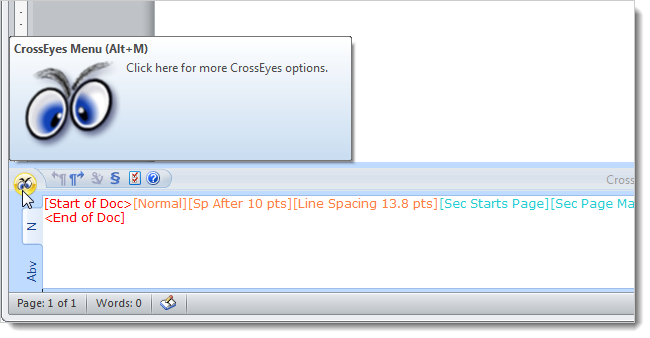 CrossEyes Menu (Alt+M)
Click here for more CrossEyes options.
¶ ¶ § ?
Cros
[Start of Doc>[Normal][Sp After 10 pts][Line Spacing 13.8 pts][Sec Starts Page][Sec Page Ma
<End of Doc]
N
Abv
Page: 1 of 1 Words: 0